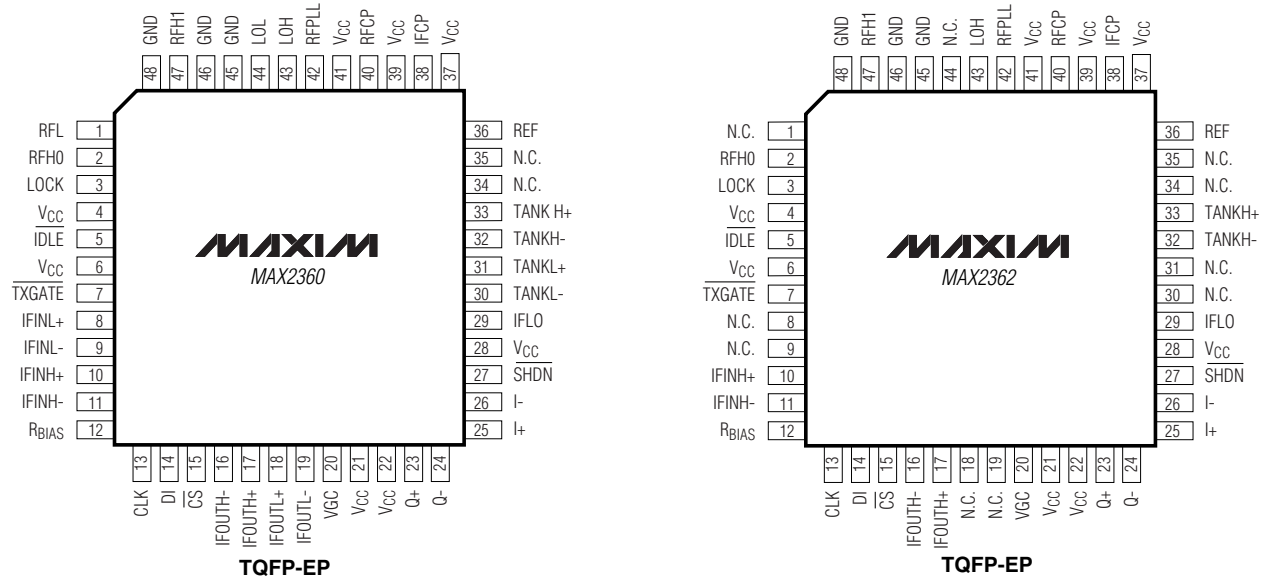 GND RFH1 GND GND LOL LOH RFPLL VCC RFCP VCC IFCP VCC
48 47 46 45 44 43 42 41 40 39 38 37
RFL 1
RFH0 2
LOCK 3
VCC 4
IDLE 5
VCC 6
TXGATE 7
IFINL+ 8
IFINL- 9
IFINH+ 10
IFINH- 11
RBIAS 12
MAXIM
MAX2360
36 REF
35 N.C.
34 N.C.
33 TANK H+
32 TANKH-
31 TANKL+
30 TANKL-
29 IFLO
28 VCC
27 SHDN
26 I-
25 I+
13 14 15 16 17 18 19 20 21 22 23 24
CLK DI CS IFOUTH- IFOUTH+ IFOUTL+ IFOUTL- VGC VCC VCC Q+ Q-
TQFP-EP
GND RFH1 GND GND N.C. LOH RFPLL VCC RFCP VCC IFCP VCC
48 47 46 45 44 43 42 41 40 39 38 37
N.C. 1
RFH0 2
LOCK 3
VCC 4
IDLE 5
VCC 6
TXGATE 7
N.C. 8
N.C. 9
IFINH+ 10
IFINH- 11
RBIAS 12
MAXIM
MAX2362
36 REF
35 N.C.
34 N.C.
33 TANKH+
32 TANKH-
31 N.C.
30 N.C.
29 IFLO
28 VCC
27 SHDN
26 I-
25 I+
13 14 15 16 17 18 19 20 21 22 23 24
CLK DI CS IFOUTH- IFOUTH+ N.C. N.C. VGC VCC VCC Q+ Q-
TQFP-EP